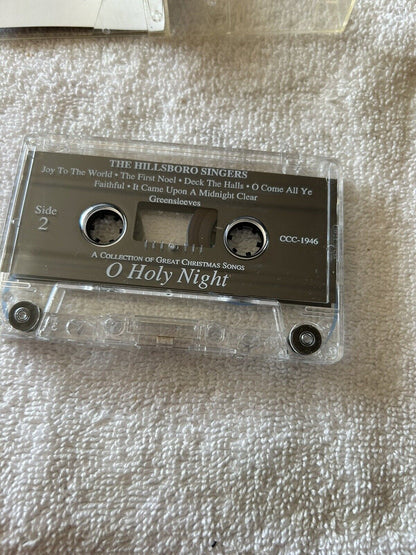 THE HILLSBORO SINGERS
Joy To The World • The First Noel • Deck The Halls • O Come All Ye
Faithful • It Came Upon A Midnight Clear
Greensleeves
Side
2
CCC-1946
A COLLECTION OF GREAT CHRISTMAS SONGS
O Holy Night